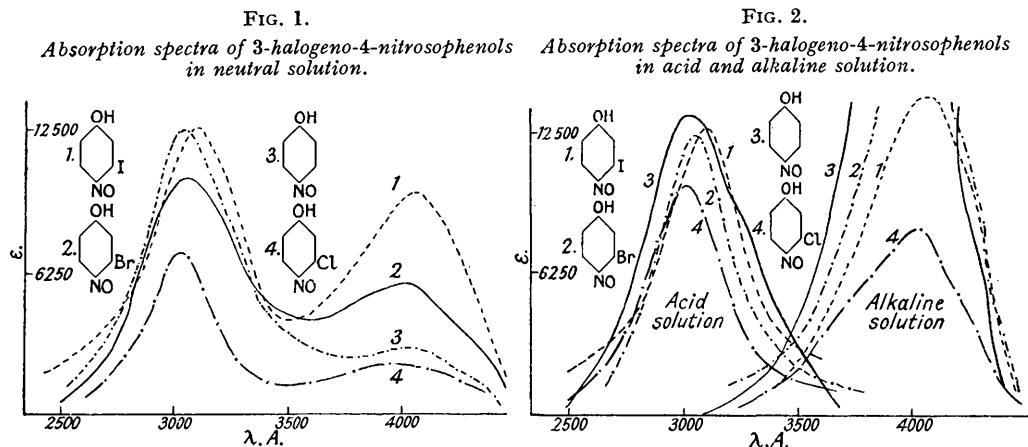 FIG. 1.
Absorption spectra of 3-halogeno-4-nitrosophenols
in neutral solution.
12 500
6250
ε.
OH
1.
I
NO
OH
2.
Br
NO
OH
3.
NO
OH
4.
Cl
NO
1
2
3
4
2500 3000 3500 4000
λ.A.
FIG. 2.
Absorption spectra of 3-halogeno-4-nitrosophenols
in acid and alkaline solution.
12 500
6250
ε.
OH
1.
I
NO
OH
2.
Br
NO
OH
3.
NO
OH
4.
Cl
NO
3
1
2
4
3
2
1
4
Acid
solution
Alkaline
solution
2500 3000 3500 4000
λ.A.